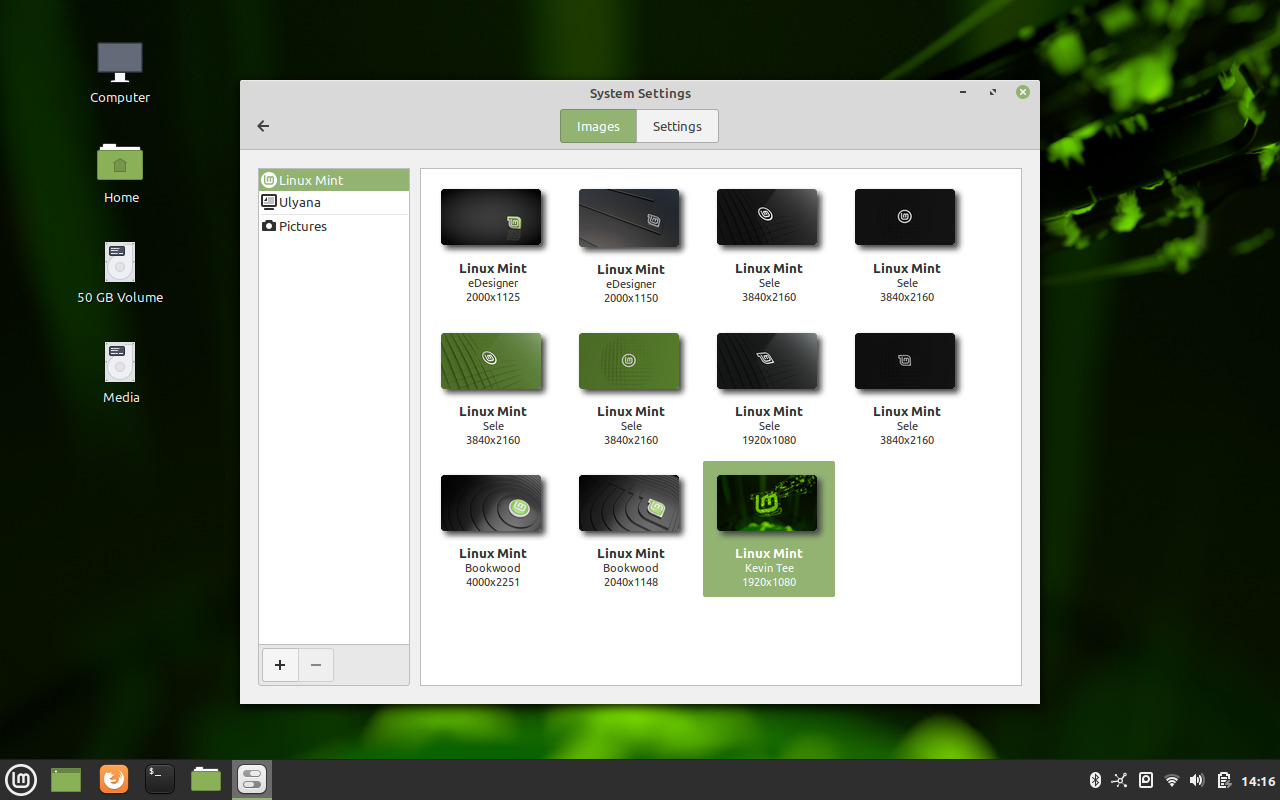 System Settings
Images
Settings
Computer
Home
50 GB Volume
Media
Linux Mint
Ulyana
Pictures
Linux Mint
eDesigner
2000x1125
Linux Mint
eDesigner
2000x1150
Linux Mint
Sele
3840x2160
Linux Mint
Sele
3840x2160
Linux Mint
Sele
3840x2160
Linux Mint
Sele
3840x2160
Linux Mint
Sele
1920x1080
Linux Mint
Sele
3840x2160
Linux Mint
Bookwood
4000x2251
Linux Mint
Bookwood
2040x1148
Linux Mint
Kevin Tee
1920x1080
$_
14:16